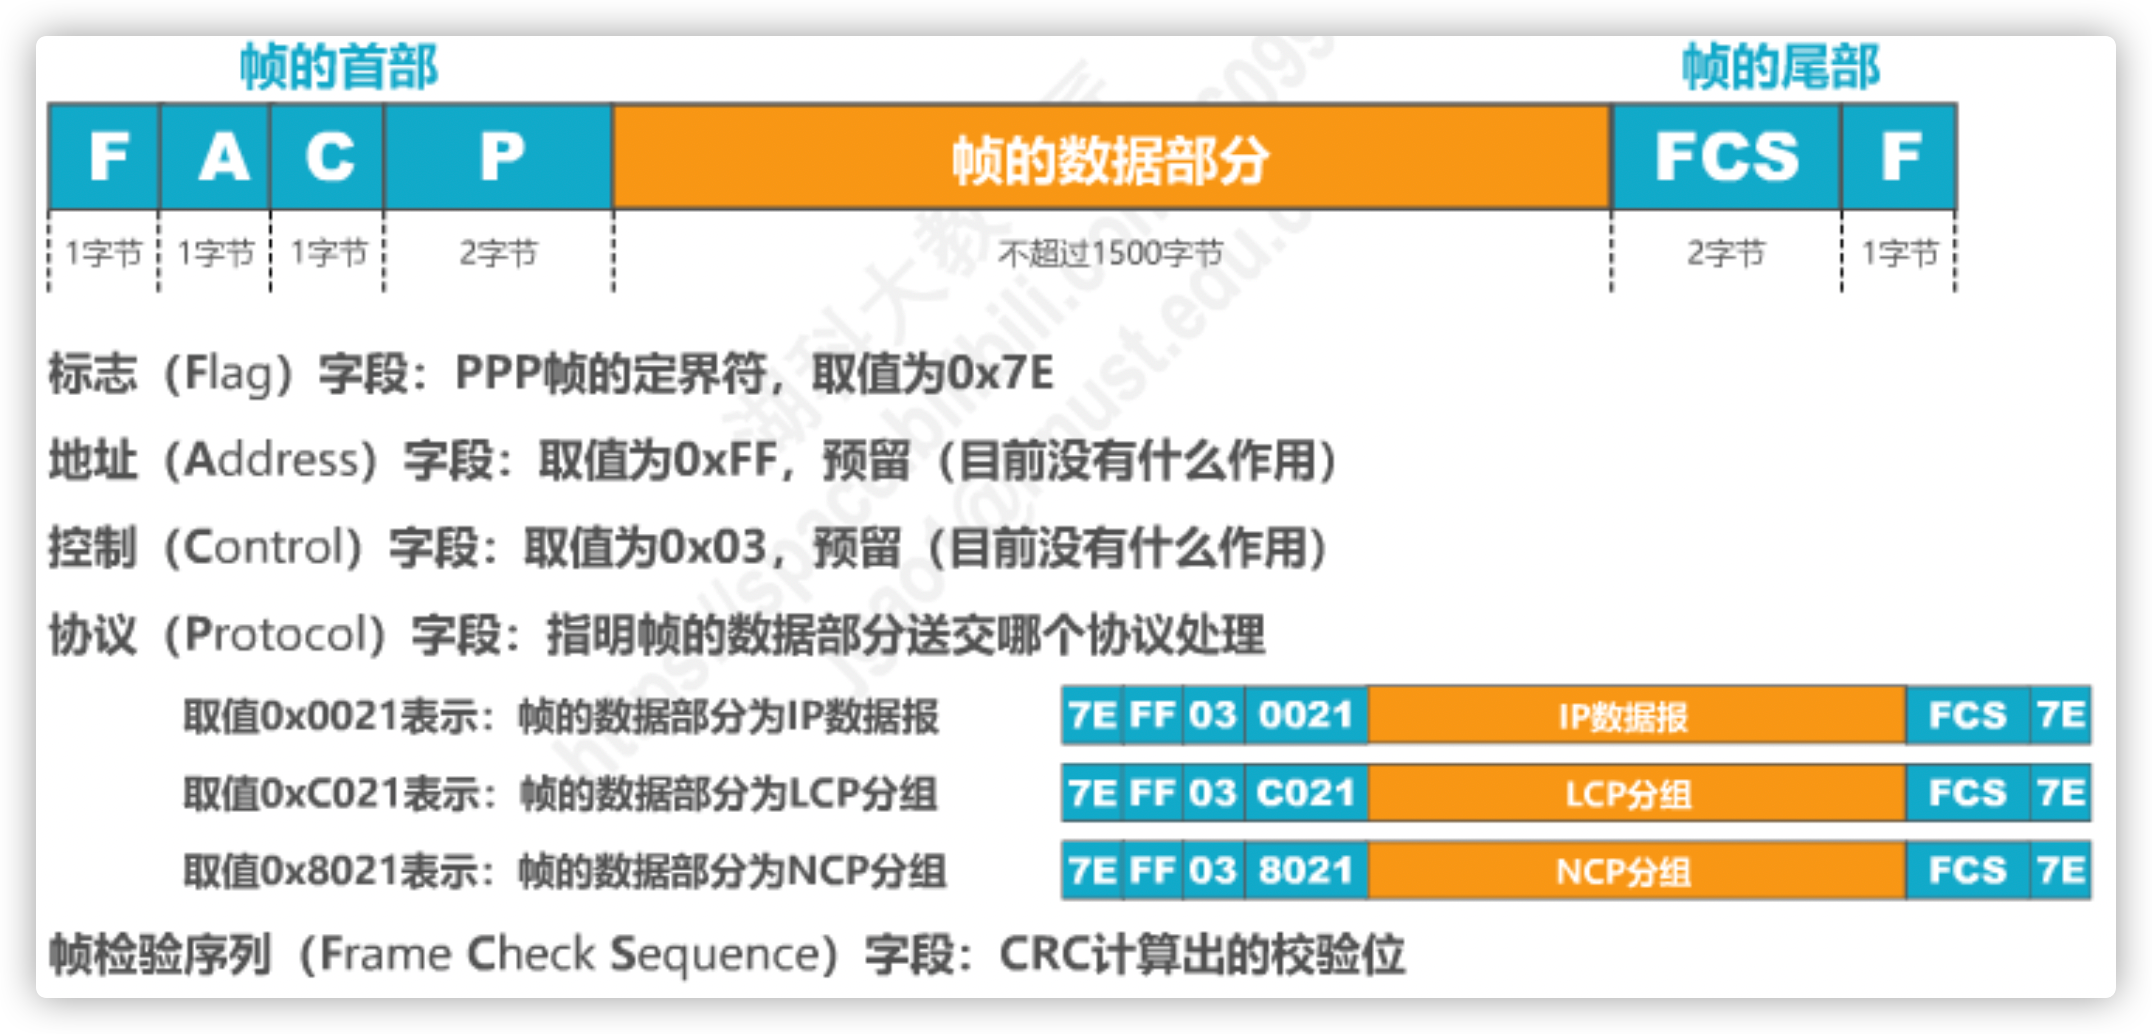 帧的首部 帧的尾部
F A C P 帧的数据部分 FCS F
1字节 1字节 1字节 2字节 不超过1500字节 2字节 1字节
标志（Flag）字段：PPP帧的定界符，取值为0x7E
地址（Address）字段：取值为0xFF，预留（目前没有什么作用）
控制（Control）字段：取值为0x03，预留（目前没有什么作用）
协议（Protocol）字段：指明帧的数据部分送交哪个协议处理
取值0x0021表示：帧的数据部分为IP数据报 7E FF 03 0021 IP数据报 FCS 7E
取值0xC021表示：帧的数据部分为LCP分组 7E FF 03 C021 LCP分组 FCS 7E
取值0x8021表示：帧的数据部分为NCP分组 7E FF 03 8021 NCP分组 FCS 7E
帧检验序列（Frame Check Sequence）字段：CRC计算出的校验位